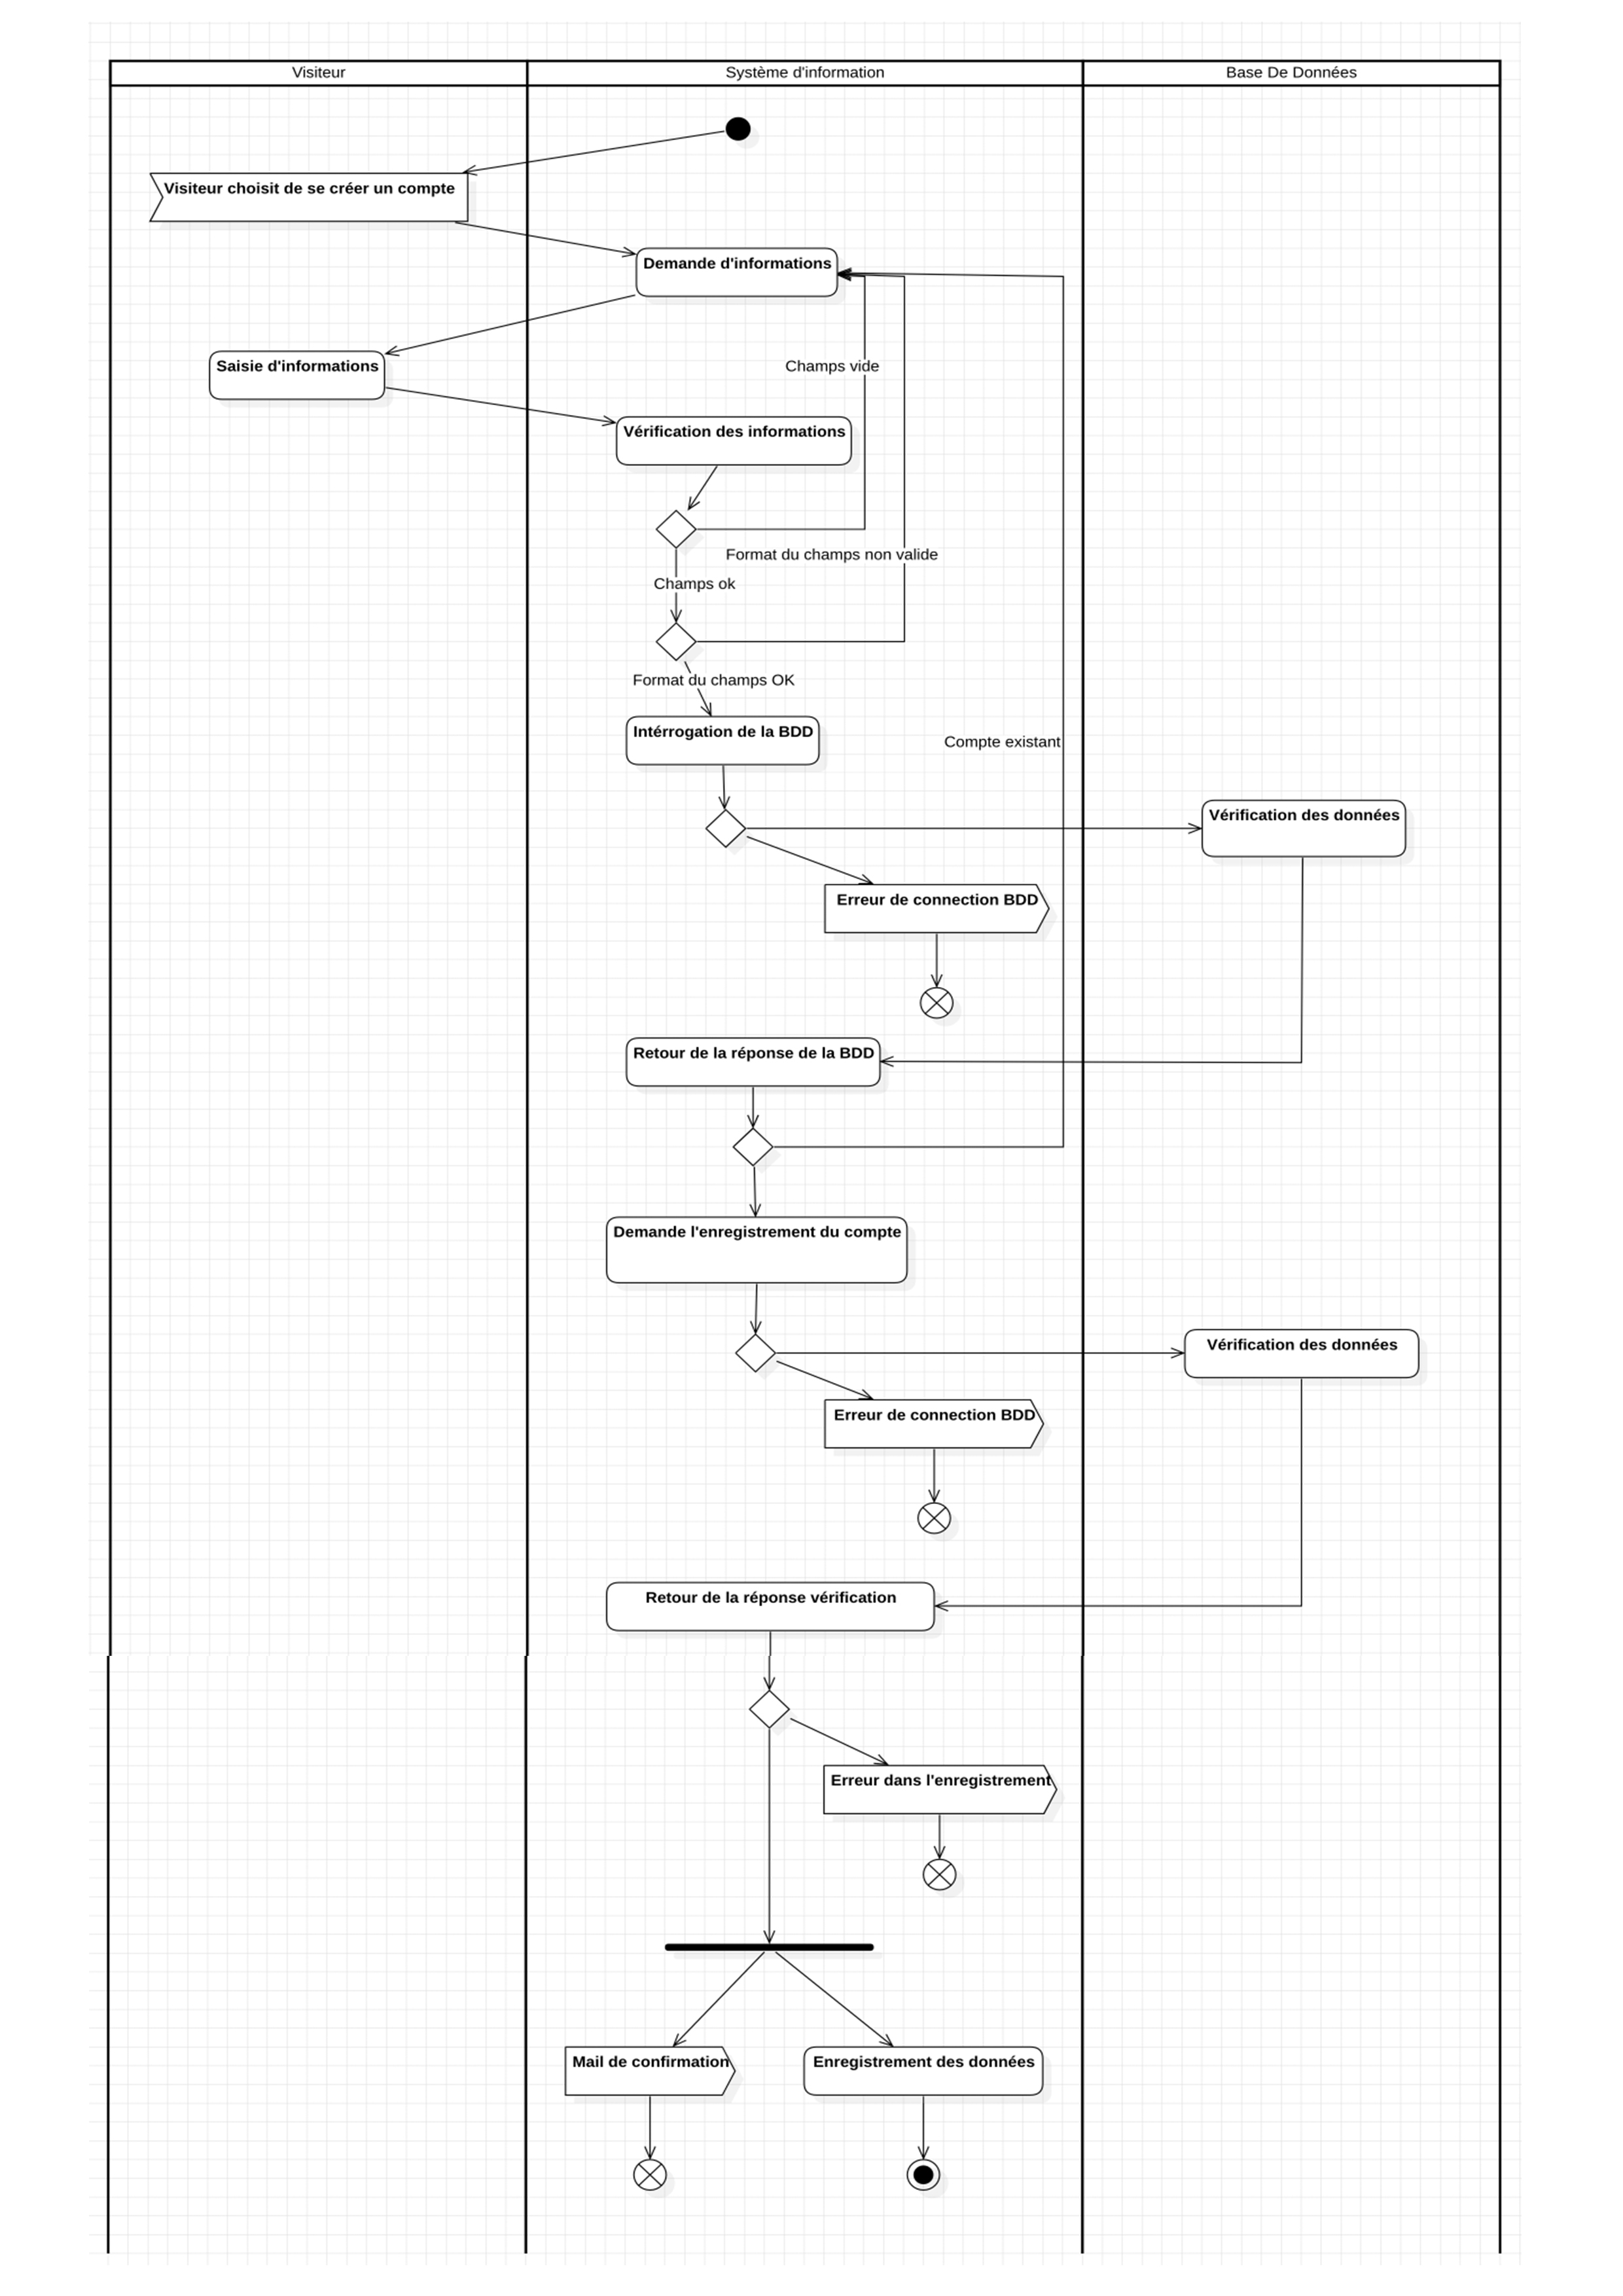 Visiteur
Système d'information
Base De Données
Visiteur choisit de se créer un compte
Demande d'informations
Champs vide
Saisie d'informations
Vérification des informations
Format du champs non valide
Champs ok
Format du champs OK
Intérrogation de la BDD
Compte existant
Vérification des données
Erreur de connection BDD
Retour de la réponse de la BDD
Demande l'enregistrement du compte
Vérification des données
Erreur de connection BDD
Retour de la réponse vérification
Erreur dans l'enregistrement
Mail de confirmation
Enregistrement des données